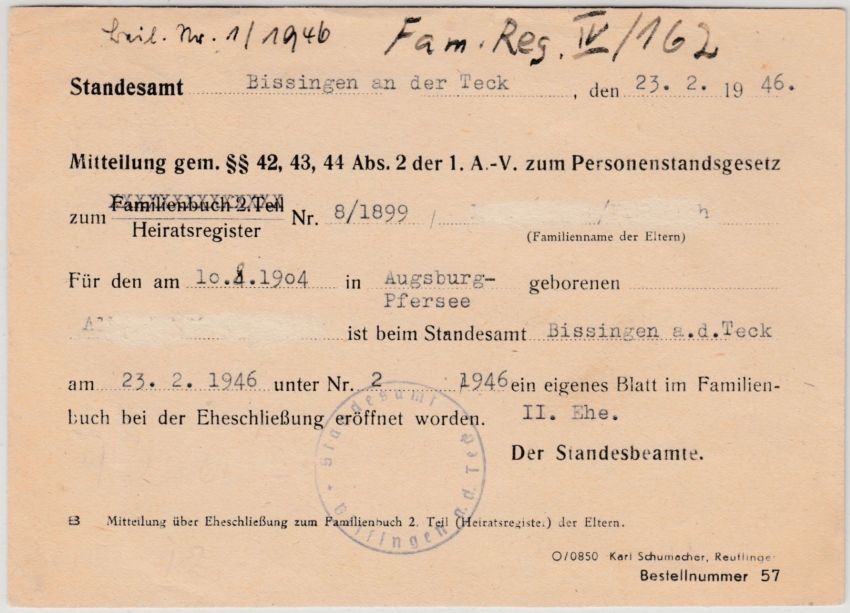 Beil. Nr. 1/1946 Fam. Reg. IV/162
Standesamt Bissingen an der Teck, den 23. 2. 1946.
Mitteilung gem. §§ 42, 43, 44 Abs. 2 der 1. A.-V. zum Personenstandsgesetz
Familienbuch 2. Teil
zum Heiratsregister Nr. 8/1899 /
(Familienname der Eltern)
Für den am 10.8.1904 in Augsburg-
Pfersee geborenen
ist beim Standesamt Bissingen a.d.Teck
am 23. 2. 1946 unter Nr. 2 1946 ein eigenes Blatt im Familien-
buch bei der Eheschließung eröffnet worden. II. Ehe.
Der Standesbeamte.
Standesamt Bissingen a.d. Teck
B Mitteilung über Eheschließung zum Familienbuch 2. Teil (Heiratsregister) der Eltern.
O/0850 Karl Schumacher, Reutlingen
Bestellnummer 57